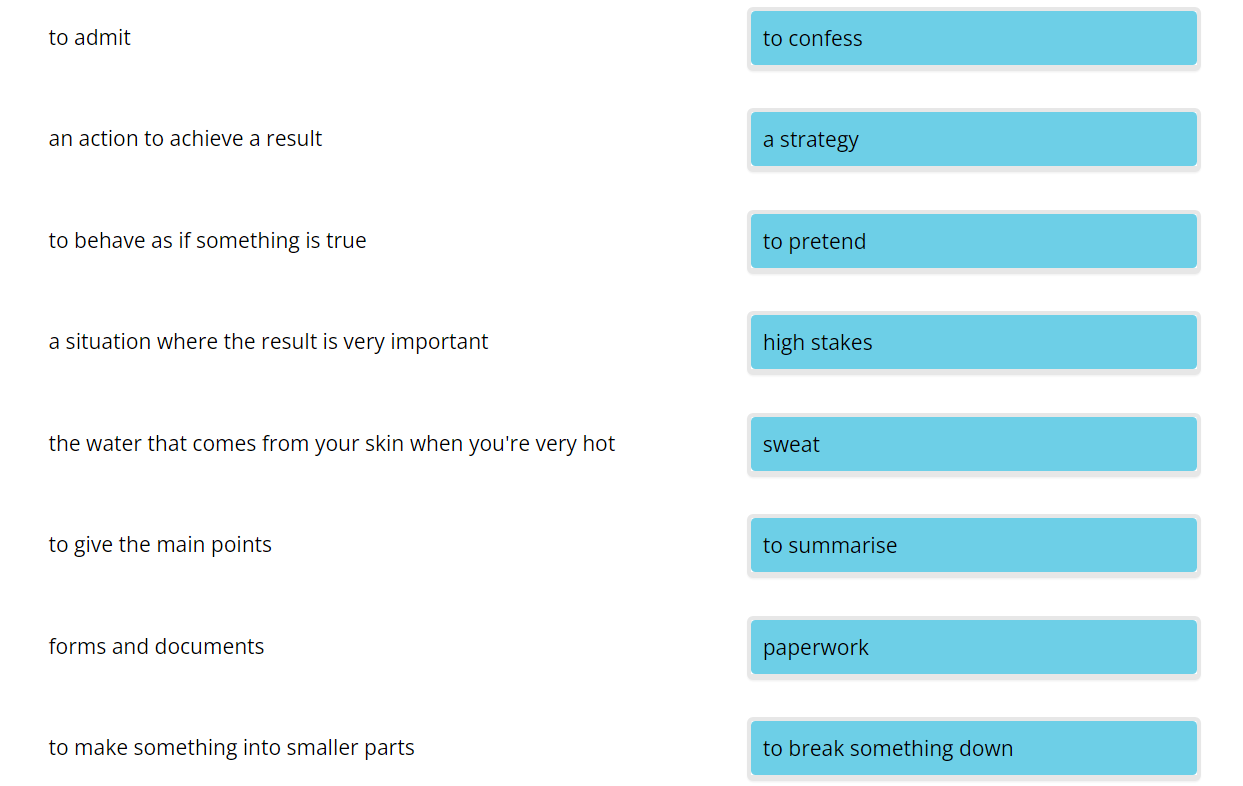 to admit
to confess
an action to achieve a result
a strategy
to behave as if something is true
to pretend
a situation where the result is very important
high stakes
the water that comes from your skin when you're very hot
sweat
to give the main points
to summarise
forms and documents
paperwork
to make something into smaller parts
to break something down